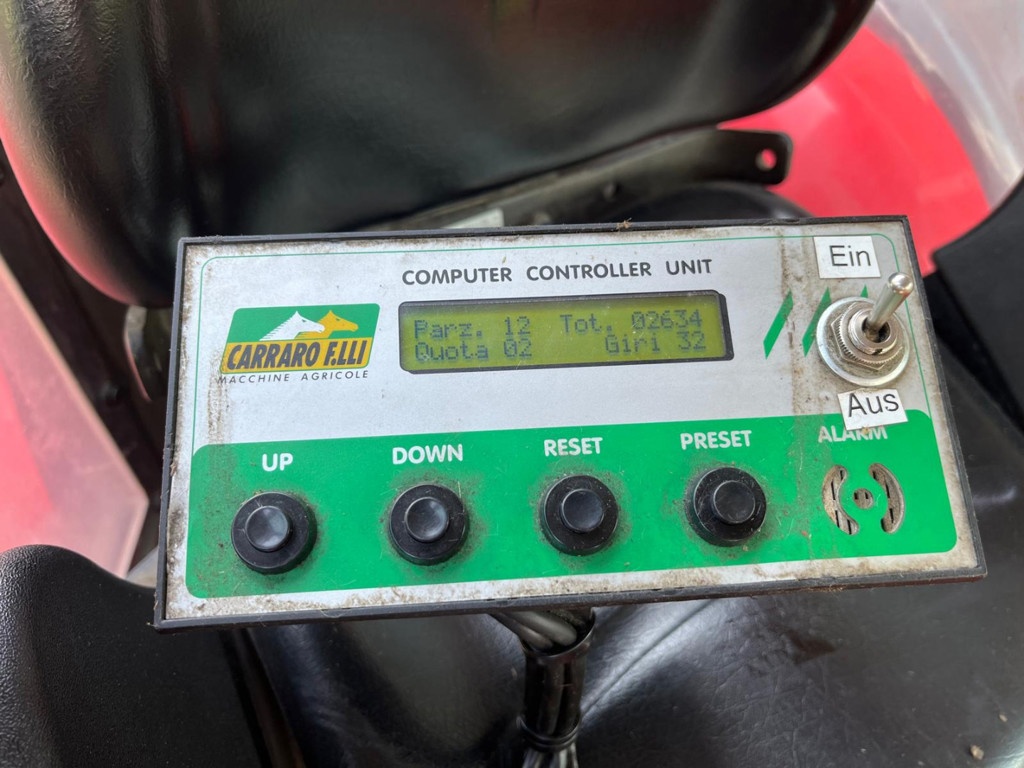 COMPUTER CONTROLLER UNIT
Ein
CARRARO F.LLI
MACCHINE AGRICOLE
Parz. 12 Tot. 02634
Quota 02 Giri 32
Aus
UP
DOWN
RESET
PRESET
ALARM